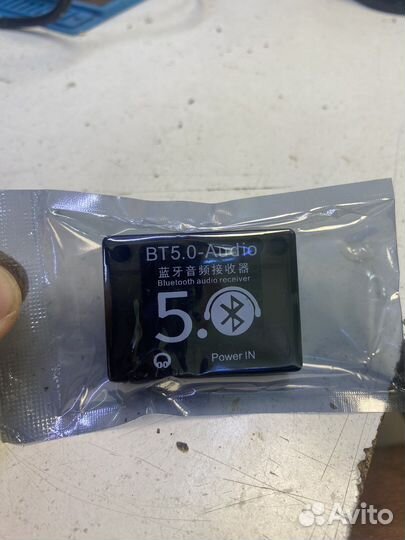 BT5.0-Audio
蓝牙音频接收器
Bluetooth audio receiver
5.0
Power IN
Avito